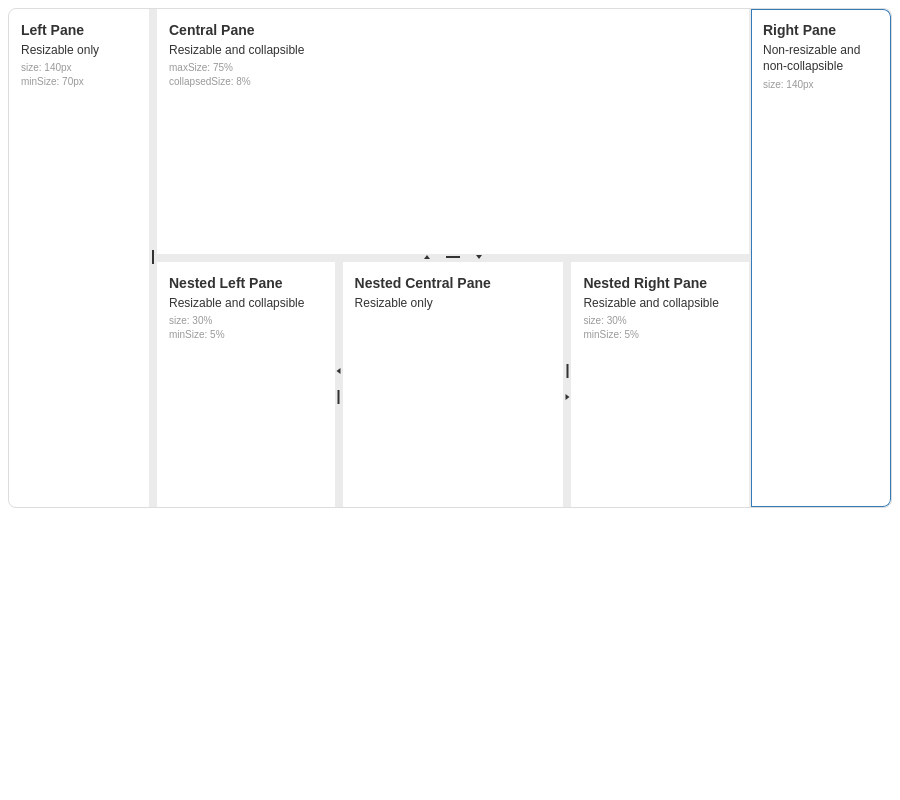 Left Pane
Resizable only
size: 140px
minSize: 70px
Central Pane
Resizable and collapsible
maxSize: 75%
collapsedSize: 8%
Right Pane
Non-resizable and
non-collapsible
size: 140px
Nested Left Pane
Resizable and collapsible
size: 30%
minSize: 5%
Nested Central Pane
Resizable only
Nested Right Pane
Resizable and collapsible
size: 30%
minSize: 5%